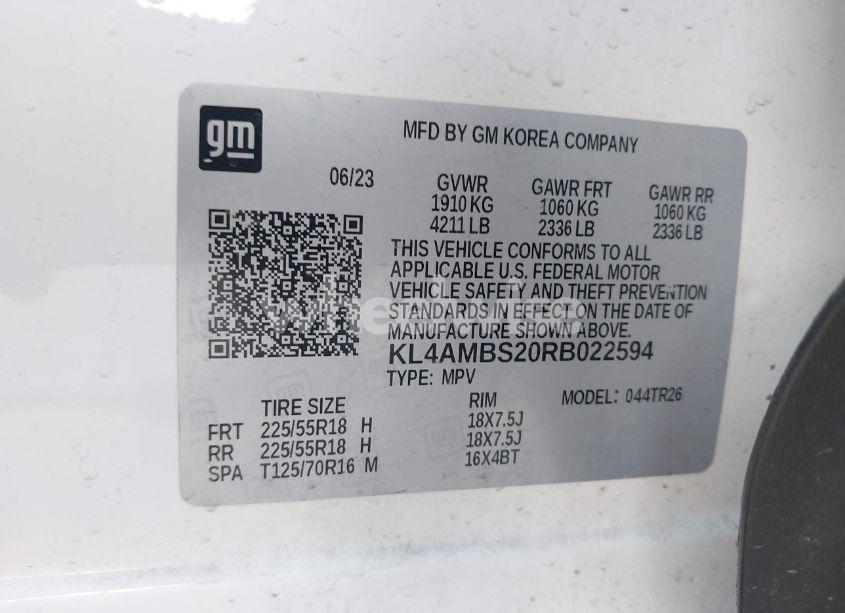 gm
MFD BY GM KOREA COMPANY
06/23
GVWR GAWR FRT GAWR RR
1910 KG 1060 KG 1060 KG
4211 LB 2336 LB 2336 LB
THIS VEHICLE CONFORMS TO ALL
APPLICABLE U.S. FEDERAL MOTOR
VEHICLE SAFETY AND THEFT PREVENTION
STANDARDS IN EFFECT ON THE DATE OF
MANUFACTURE SHOWN ABOVE.
KL4AMBS20RB022594
TYPE: MPV MODEL: 044TR26
TIRE SIZE RIM
FRT 225/55R18 H 18X7.5J
RR 225/55R18 H 18X7.5J
SPA T125/70R16 M 16X4BT